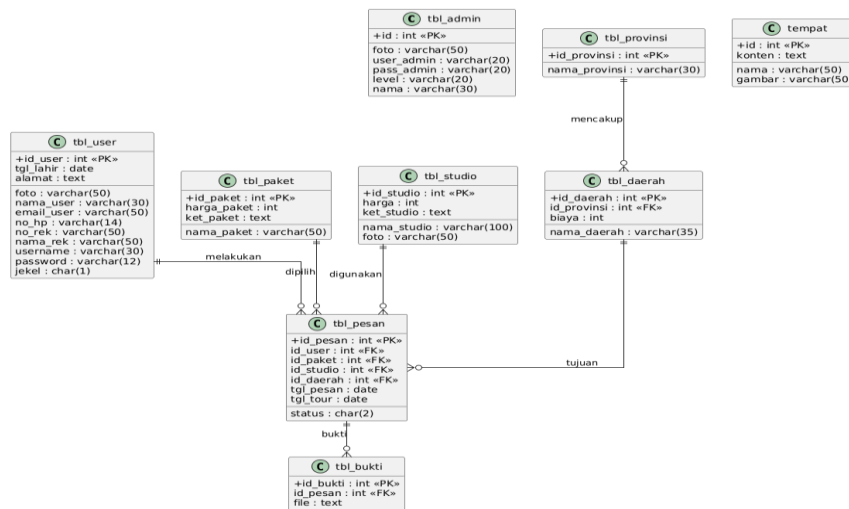 C tbl_admin
+id : int «PK»
foto : varchar(50)
user_admin : varchar(20)
pass_admin : varchar(20)
level : varchar(20)
nama : varchar(30)
C tbl_provinsi
+id_provinsi : int «PK»
nama_provinsi : varchar(30)
C tempat
+id : int «PK»
konten : text
nama : varchar(50)
gambar : varchar(50
mencakup
C tbl_user
+id_user : int «PK»
tgl_lahir : date
alamat : text
foto : varchar(50)
nama_user : varchar(30)
email_user : varchar(50)
no_hp : varchar(14)
no_rek : varchar(50)
nama_rek : varchar(50)
username : varchar(30)
password : varchar(12)
jekel : char(1)
C tbl_paket
+id_paket : int «PK»
harga_paket : int
ket_paket : text
nama_paket : varchar(50)
C tbl_studio
+id_studio : int «PK»
harga : int
ket_studio : text
nama_studio : varchar(100)
foto : varchar(50)
C tbl_daerah
+id_daerah : int «PK»
id_provinsi : int «FK»
biaya : int
nama_daerah : varchar(35)
melakukan
dipilih
digunakan
C tbl_pesan
+id_pesan : int «PK»
id_user : int «FK»
id_paket : int «FK»
id_studio : int «FK»
id_daerah : int «FK»
tgl_pesan : date
tgl_tour : date
status : char(2)
tujuan
bukti
C tbl_bukti
+id_bukti : int «PK»
id_pesan : int «FK»
file : text